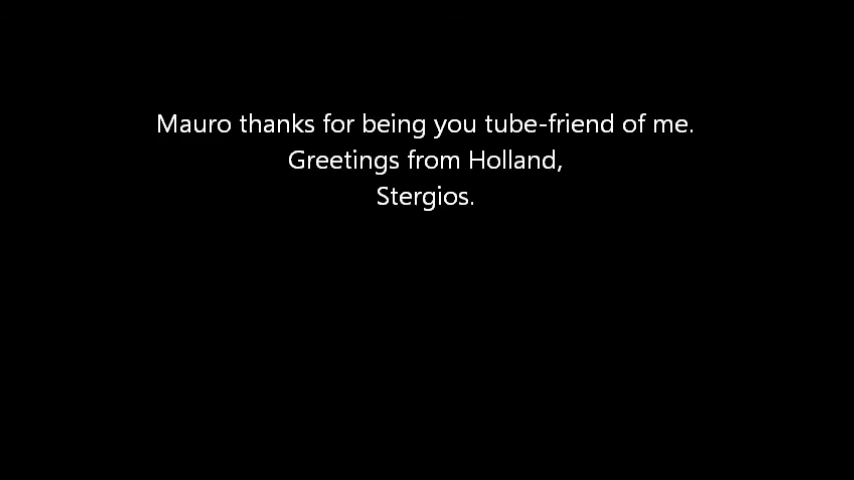 Mauro thanks for being you tube-friend of me.
Greetings from Holland,
Stergios.